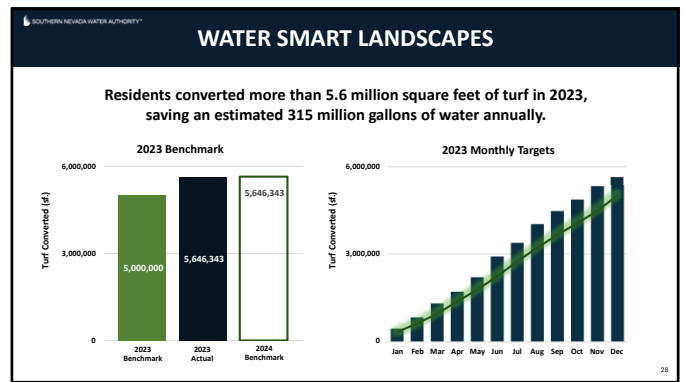 SOUTHERN NEVADA WATER AUTHORITY™
WATER SMART LANDSCAPES
Residents converted more than 5.6 million square feet of turf in 2023,
saving an estimated 315 million gallons of water annually.
2023 Benchmark
6,000,000
3,000,000
0
Turf Converted (sf.)
5,000,000
5,646,343
5,646,343
2023
Benchmark
2023
Actual
2024
Benchmark
2023 Monthly Targets
6,000,000
3,000,000
0
Turf Converted (sf.)
Jan Feb Mar Apr May Jun Jul Aug Sep Oct Nov Dec
28